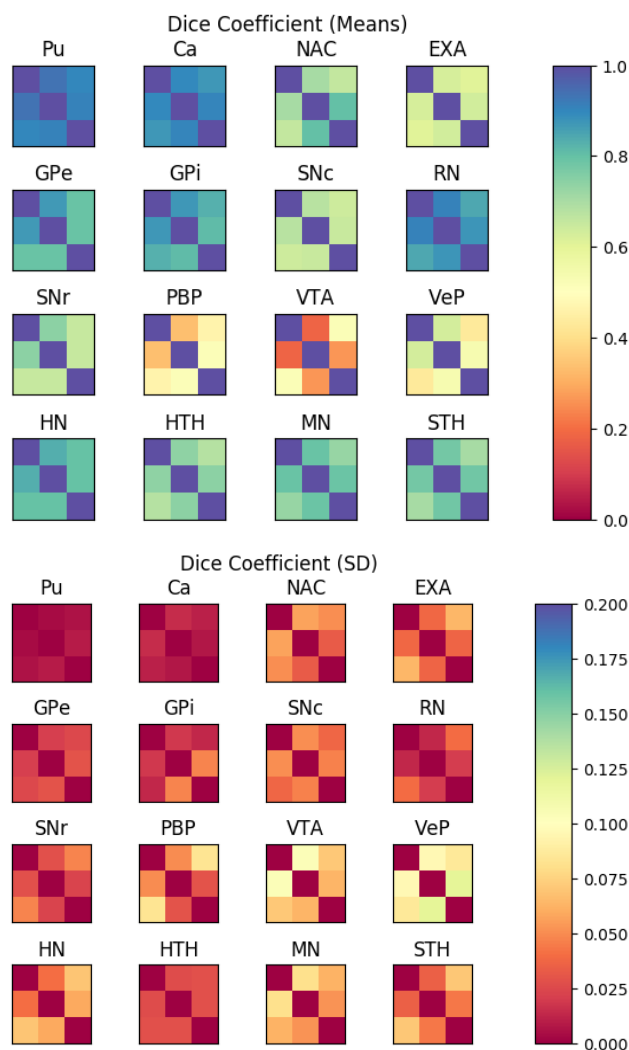 Dice Coefficient (Means)
Pu Ca NAC EXA
1.0
GPe GPi SNc RN
0.8
0.6
SNr PBP VTA VeP
0.4
HN HTH MN STH
0.2
0.0
Dice Coefficient (SD)
Pu Ca NAC EXA
0.200
0.175
GPe GPi SNc RN
0.150
0.125
SNr PBP VTA VeP
0.100
0.075
HN HTH MN STH
0.050
0.025
0.000